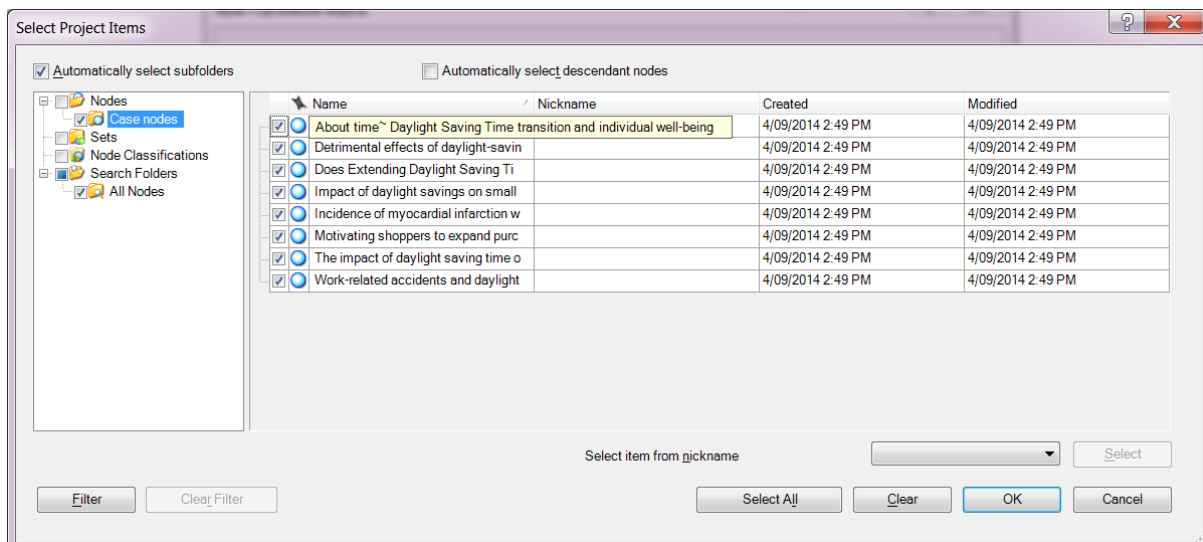 Select Project Items
Automatically select subfolders
Automatically select descendant nodes
Nodes
Case nodes
Sets
Node Classifications
Search Folders
All Nodes
Name Nickname Created Modified
About time~ Daylight Saving Time transition and individual well-being 4/09/2014 2:49 PM 4/09/2014 2:49 PM
Detrimental effects of daylight-savin 4/09/2014 2:49 PM 4/09/2014 2:49 PM
Does Extending Daylight Saving Ti 4/09/2014 2:49 PM 4/09/2014 2:49 PM
Impact of daylight savings on small 4/09/2014 2:49 PM 4/09/2014 2:49 PM
Incidence of myocardial infarction w 4/09/2014 2:49 PM 4/09/2014 2:49 PM
Motivating shoppers to expand purc 4/09/2014 2:49 PM 4/09/2014 2:49 PM
The impact of daylight saving time o 4/09/2014 2:49 PM 4/09/2014 2:49 PM
Work-related accidents and daylight 4/09/2014 2:49 PM 4/09/2014 2:49 PM
Select item from nickname Select
Filter Clear Filter Select All Clear OK Cancel